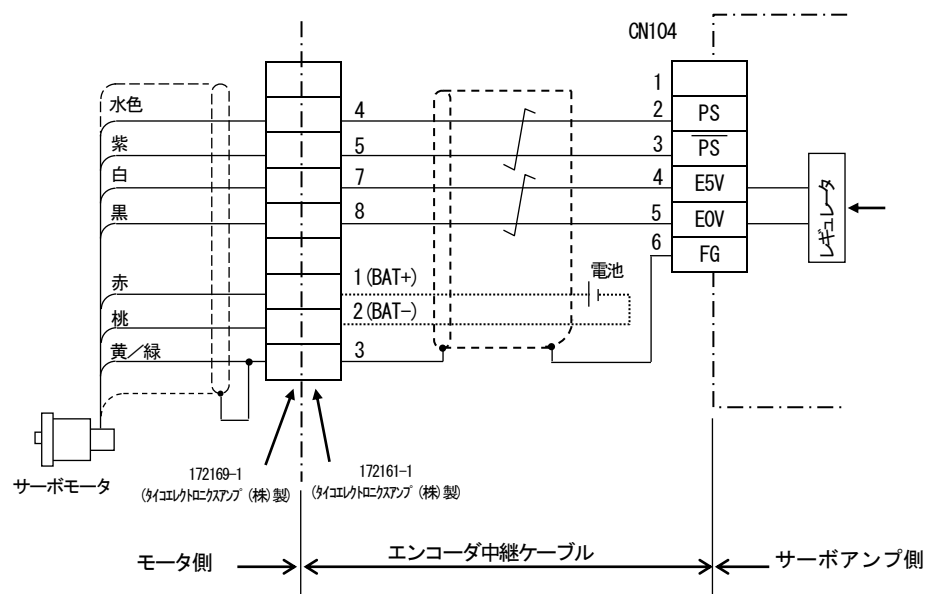 CN104
1
水色
4
2
PS
紫
5
3
PS
白
7
4
E5V
黒
8
5
E0V
レギュレータ
6
FG
赤
1(BAT+)
電池
桃
2(BAT-)
黄／緑
3
サーボモータ
172169-1
(タイコエレクトロニクスアンプ（株）製)
172161-1
(タイコエレクトロニクスアンプ（株）製)
モータ側
エンコーダ中継ケーブル
サーボアンプ側